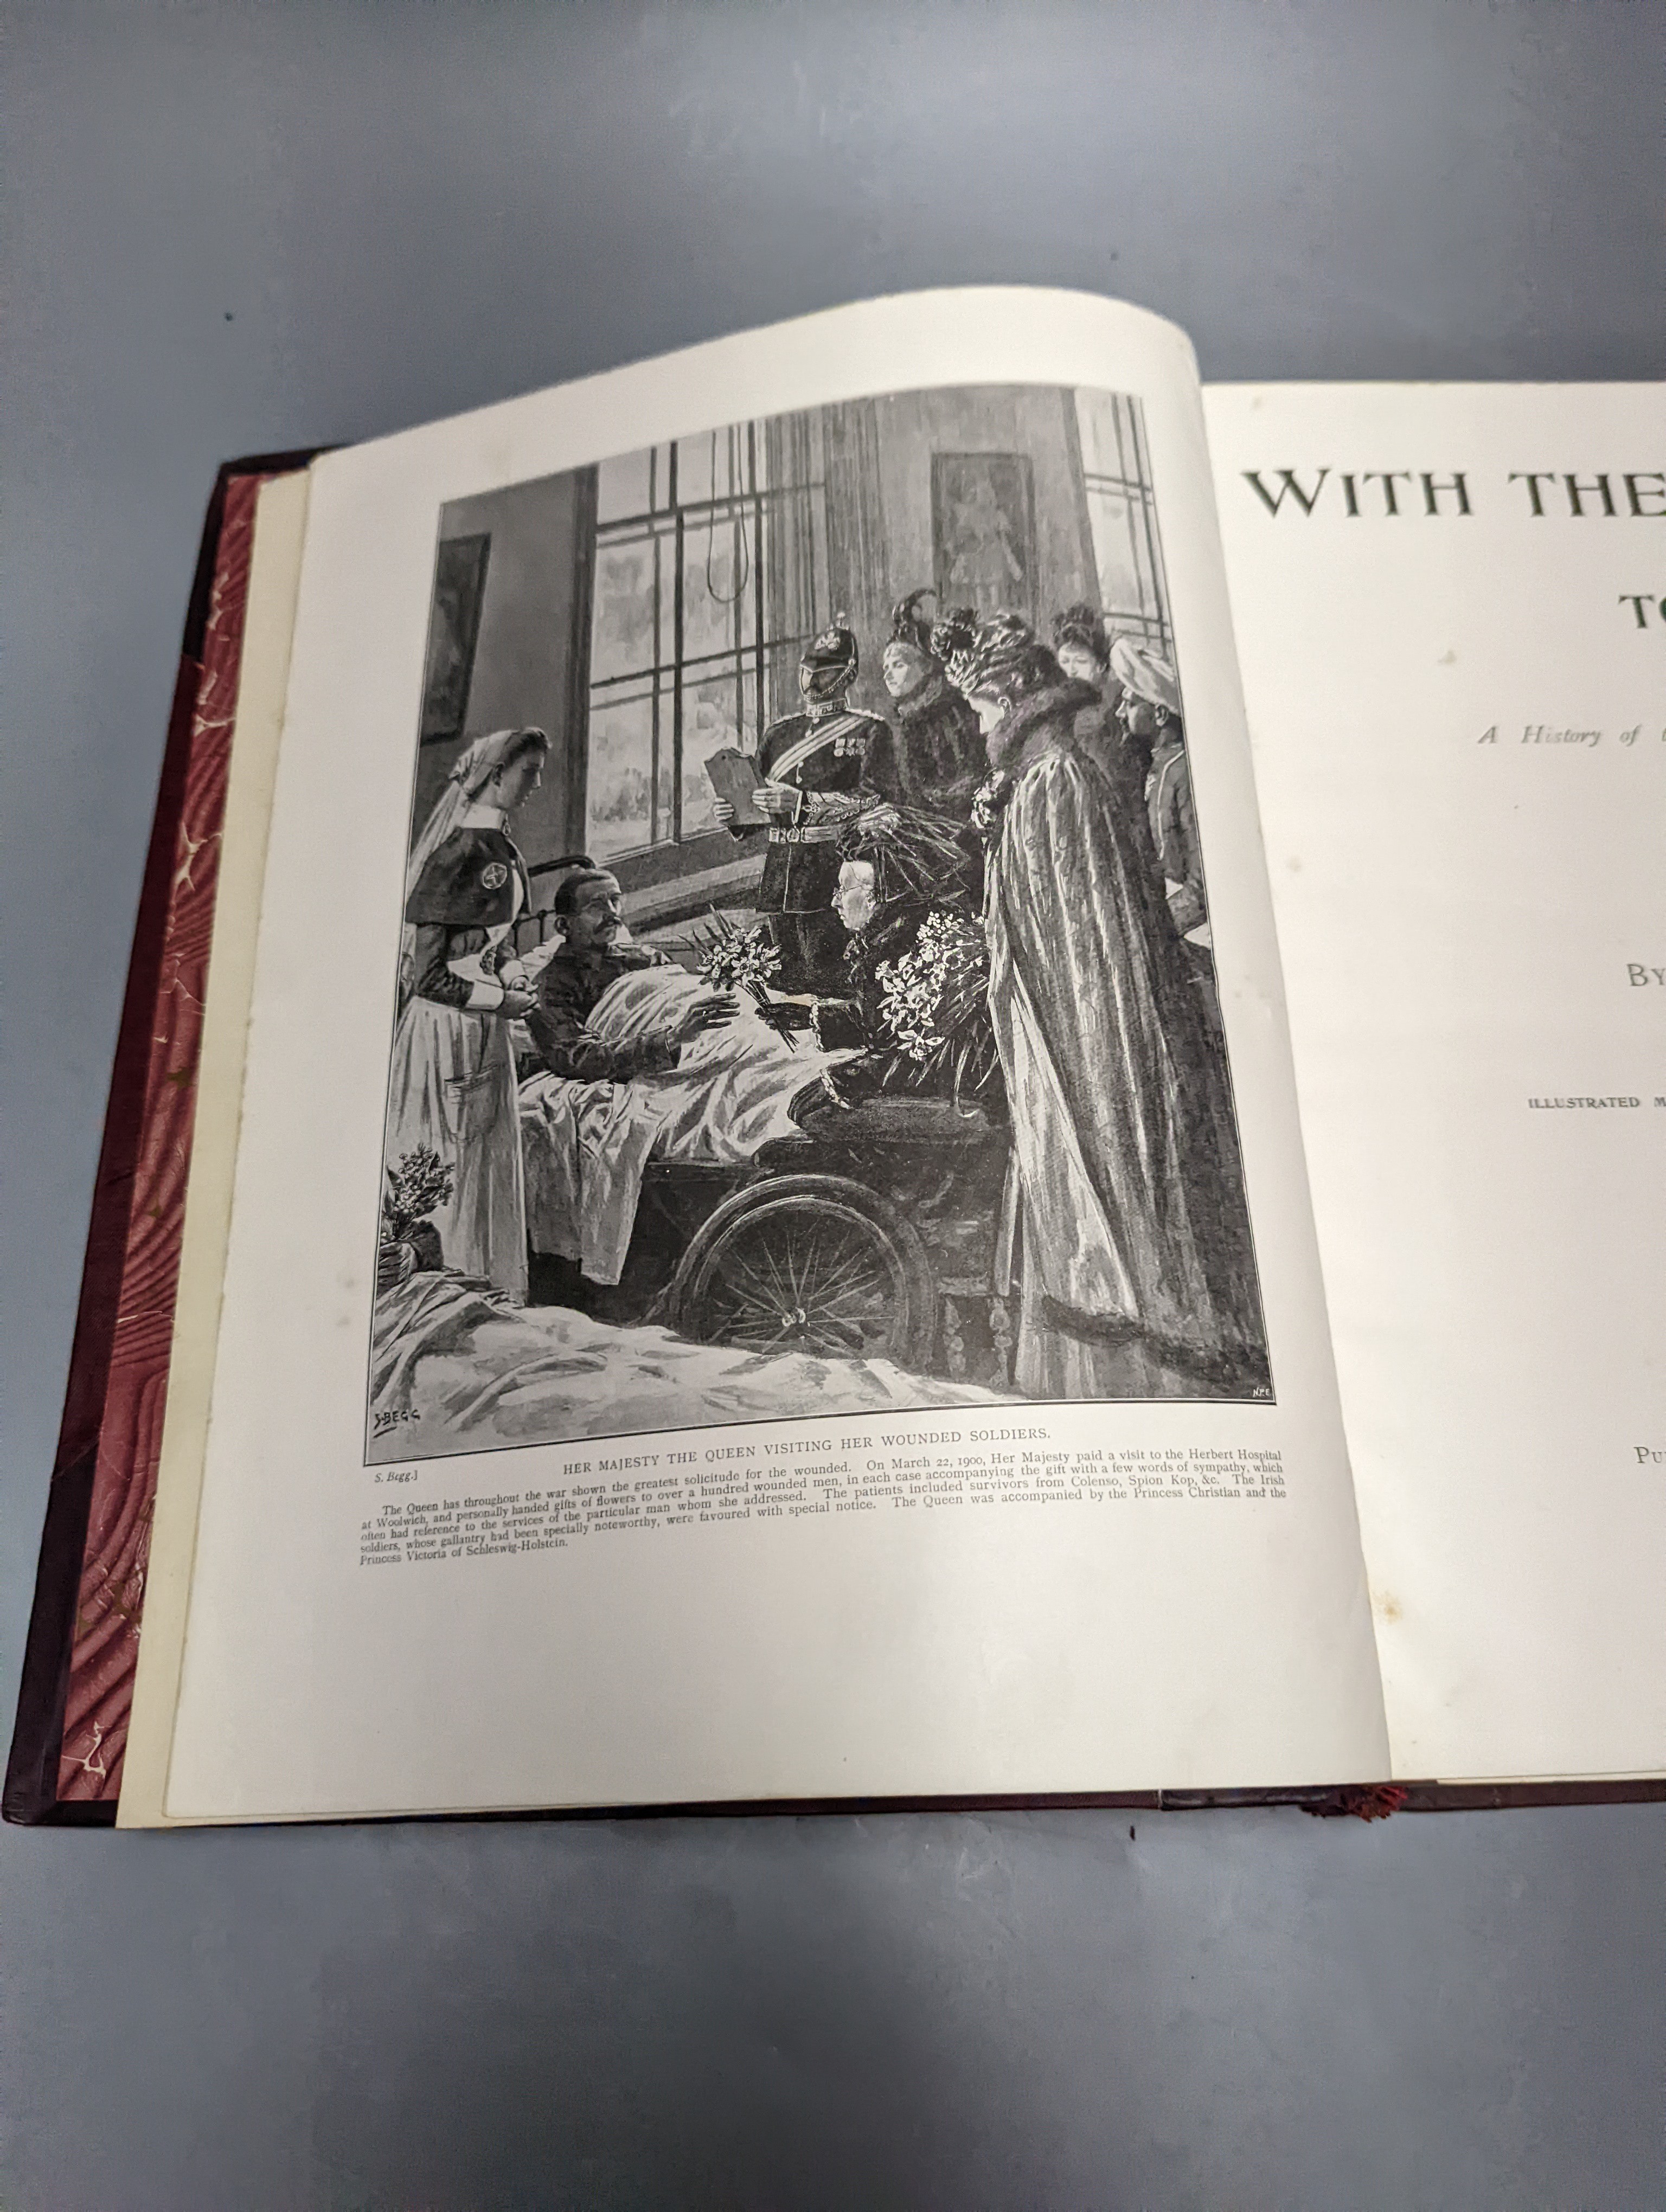 S.BEGG
N.P.E
S. Begg.]
HER MAJESTY THE QUEEN VISITING HER WOUNDED SOLDIERS.
The Queen has throughout the war shown the greatest solicitude for the wounded. On March 22, 1900, Her Majesty paid a visit to the Herbert Hospital
at Woolwich, and personally handed gifts of flowers to over a hundred wounded men, in each case accompanying the gift with a few words of sympathy, which
often had reference to the services of the particular man whom she addressed. The patients included survivors from Colenso, Spion Kop, &c. The Irish
soldiers, whose gallantry had been specially noteworthy, were favoured with special notice. The Queen was accompanied by the Princess Christian and the
Princess Victoria of Schleswig-Holstein.
WITH THE
TO
A History of
BY
ILLUSTRATED M
PU